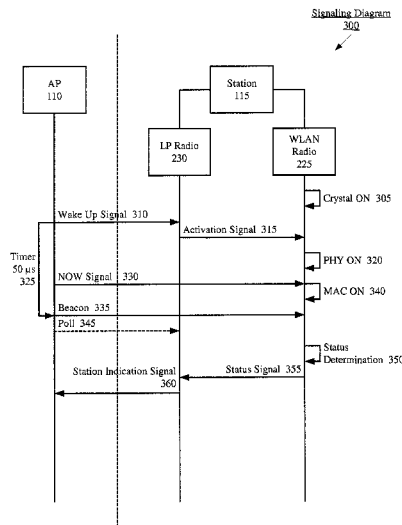 Signaling Diagram
300
AP
110
Station
115
LP Radio
230
WLAN
Radio
225
Crystal ON 305
Wake Up Signal 310
Activation Signal 315
Timer
50 µs
325
PHY ON 320
NOW Signal 330
MAC ON 340
Beacon 335
Poll 345
Status
Determination 350
Station Indication Signal
360
Status Signal 355